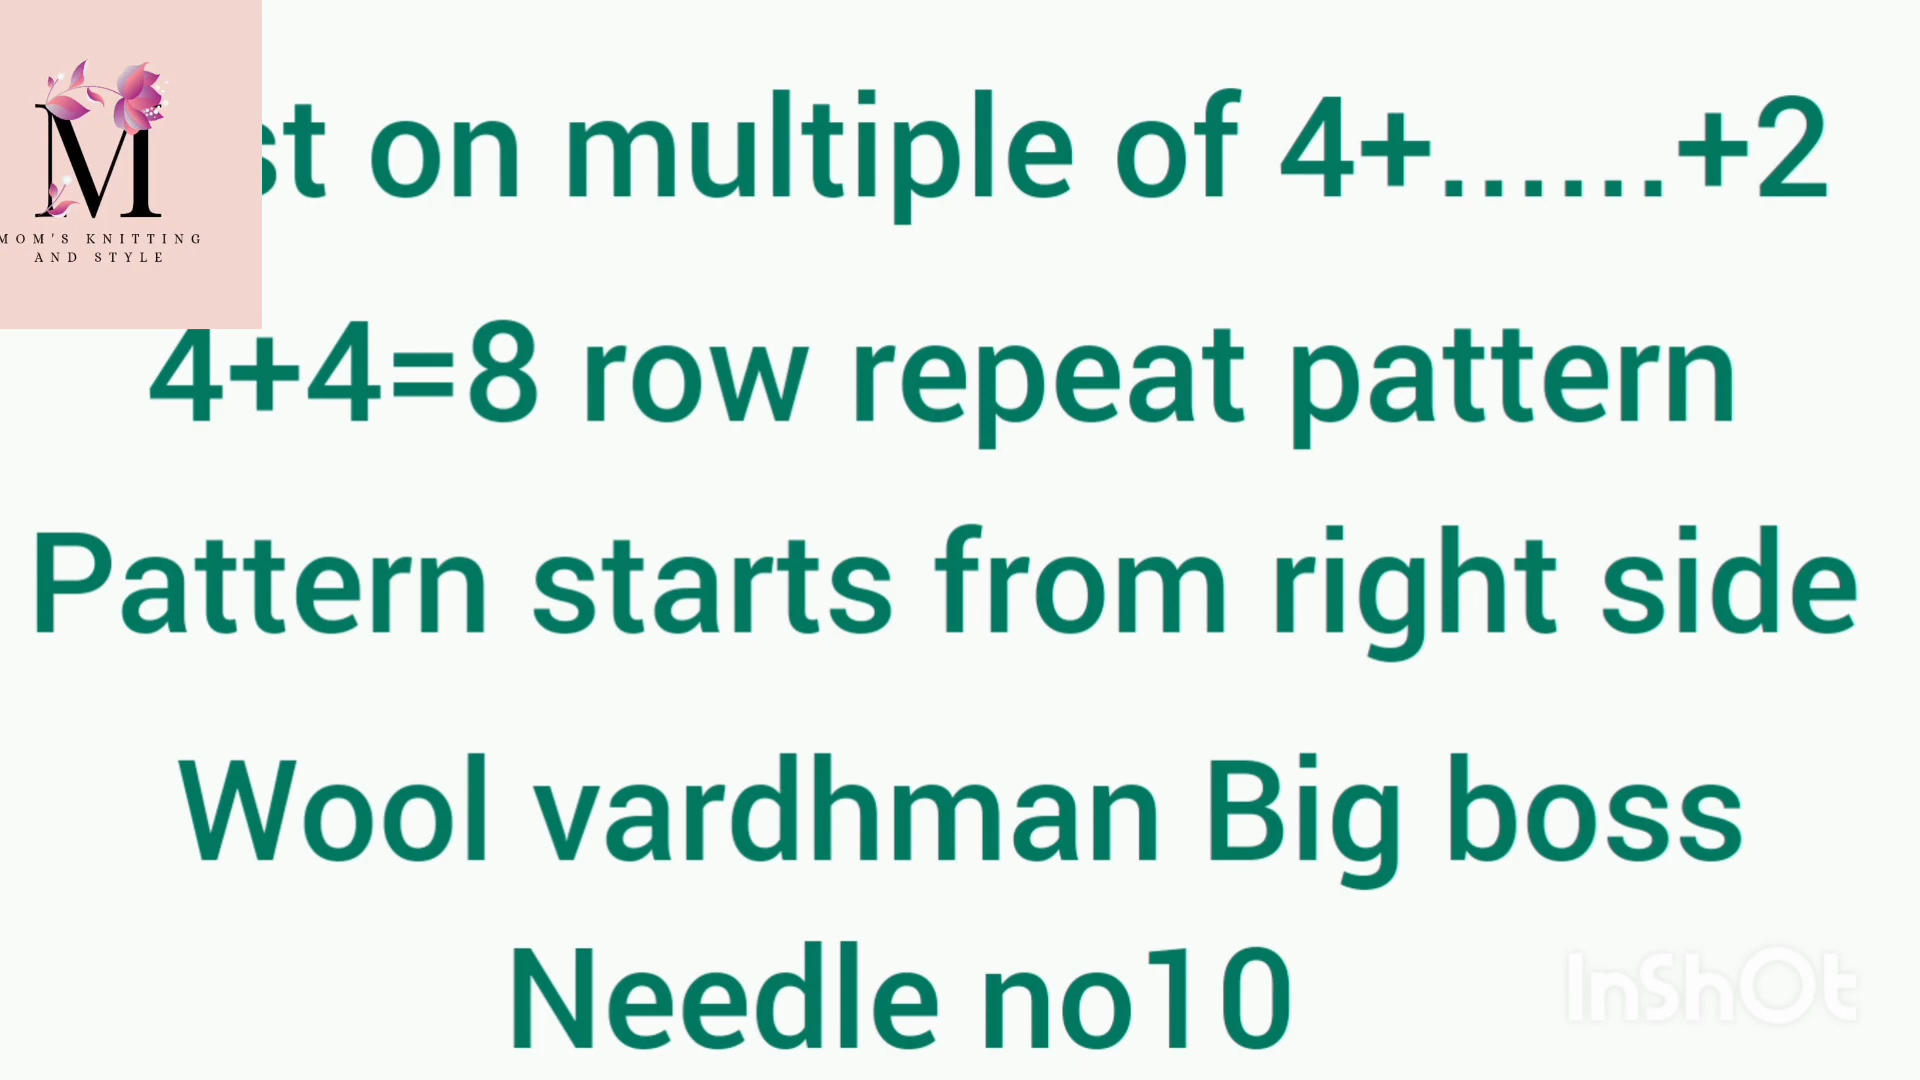 M
MOM'S KNITTING
AND STYLE
st on multiple of 4+......+2
4+4=8 row repeat pattern
Pattern starts from right side
Wool vardhman Big boss
Needle no10
InShOt